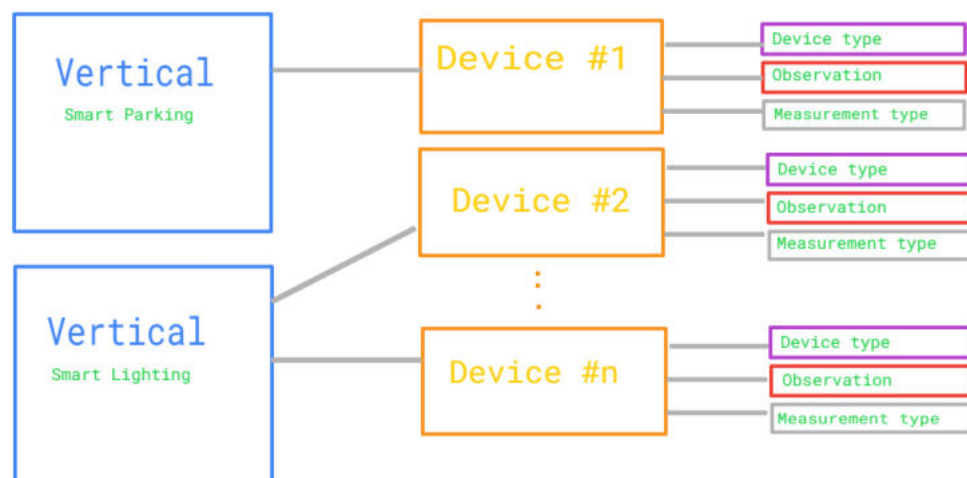 Vertical
Smart Parking
Device #1
Device type
Observation
Measurement type
Device #2
Device type
Observation
Measurement type
Vertical
Smart Lighting
Device #n
Device type
Observation
Measurement type